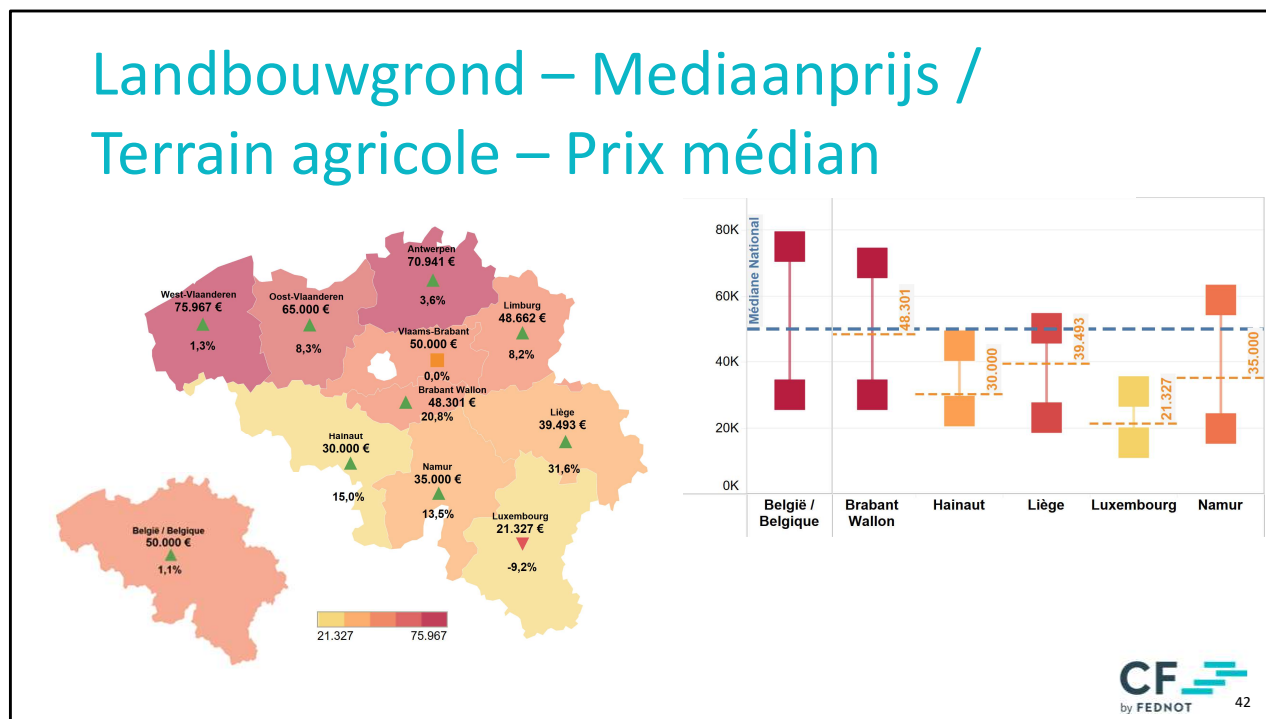 Landbouwgrond – Mediaanprijs /
Terrain agricole – Prix médian
Antwerpen
70.941 €
3,6%
West-Vlaanderen
75.967 €
1,3%
Oost-Vlaanderen
65.000 €
8,3%
Limburg
48.662 €
8,2%
Vlaams-Brabant
50.000 €
0,0%
Brabant Wallon
48.301 €
20,8%
Liège
39.493 €
31,6%
Hainaut
30.000 €
15,0%
Namur
35.000 €
13,5%
Luxembourg
21.327 €
-9,2%
België / Belgique
50.000 €
1,1%
21.327 75.967
80K
60K
40K
20K
0K
Médiane National
48.301
30.000
39.493
21.327
35.000
België / Belgique
Brabant Wallon
Hainaut
Liège
Luxembourg
Namur
CF
by FEDNOT
42